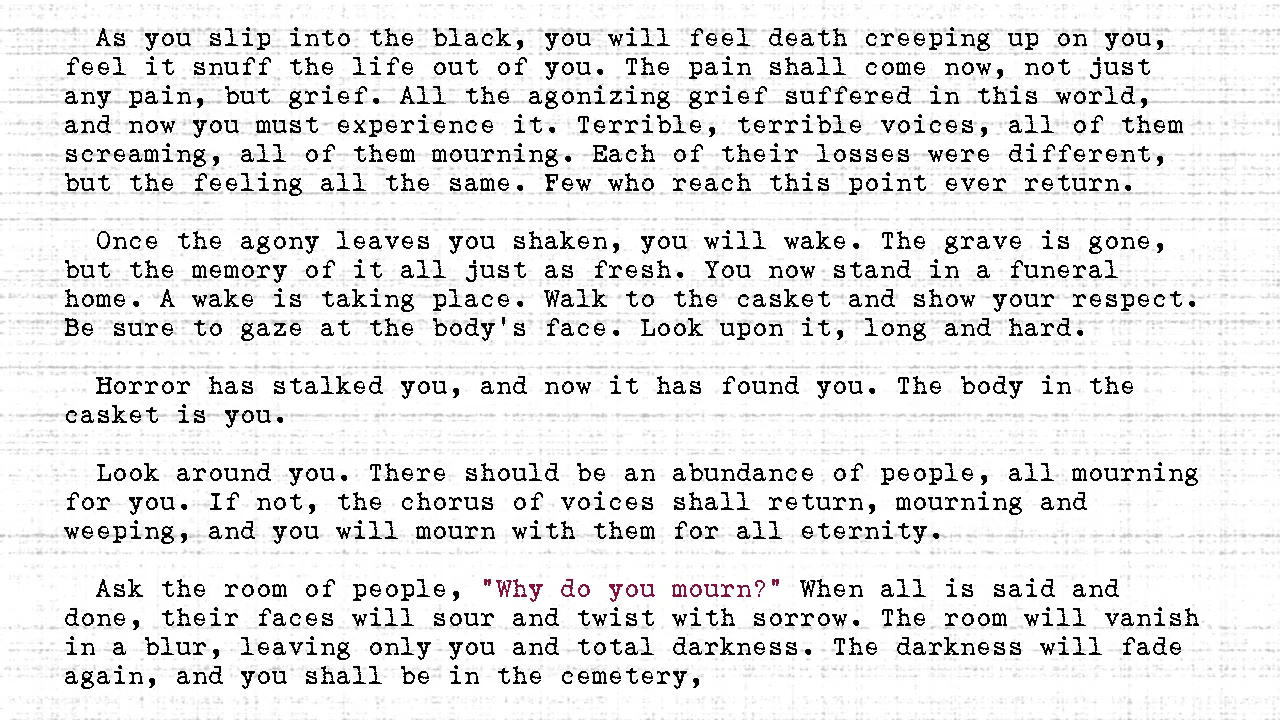 As you slip into the black, you will feel death creeping up on you,
feel it snuff the life out of you. The pain shall come now, not just
any pain, but grief. All the agonizing grief suffered in this world,
and now you must experience it. Terrible, terrible voices, all of them
screaming, all of them mourning. Each of their losses were different,
but the feeling all the same. Few who reach this point ever return.
Once the agony leaves you shaken, you will wake. The grave is gone,
but the memory of it all just as fresh. You now stand in a funeral
home. A wake is taking place. Walk to the casket and show your respect.
Be sure to gaze at the body's face. Look upon it, long and hard.
Horror has stalked you, and now it has found you. The body in the
casket is you.
Look around you. There should be an abundance of people, all mourning
for you. If not, the chorus of voices shall return, mourning and
weeping, and you will mourn with them for all eternity.
Ask the room of people, "Why do you mourn?" When all is said and
done, their faces will sour and twist with sorrow. The room will vanish
in a blur, leaving only you and total darkness. The darkness will fade
again, and you shall be in the cemetery,